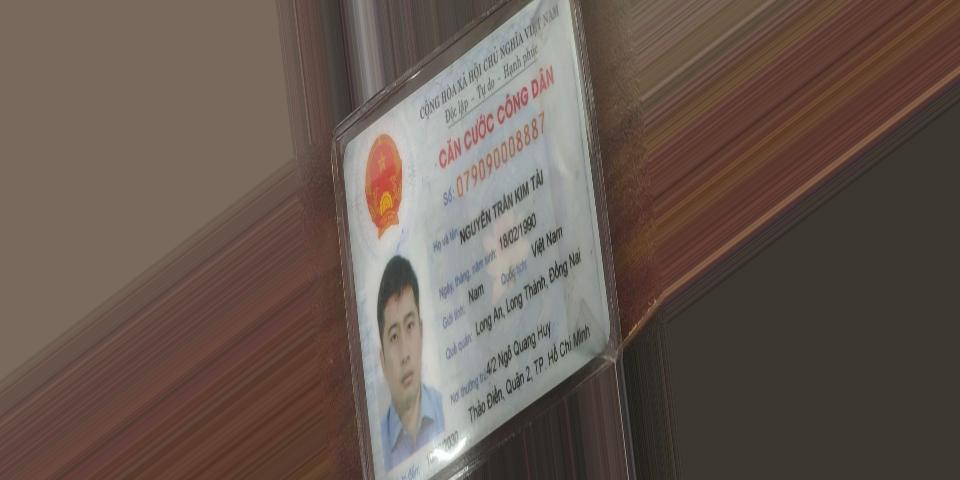 CỘNG HÒA XÃ HỘI CHỦ NGHĨA VIỆT NAM
Độc lập - Tự do - Hạnh phúc
CĂN CƯỚC CÔNG DÂN
Số: 079090008887
Họ và tên: NGUYỄN TRẦN KIM TÀI
Ngày, tháng, năm sinh: 18/02/1990
Giới tính: Nam Quốc tịch: Việt Nam
Quê quán: Long An, Long Thành, Đồng Nai
Nơi thường trú: 4/2 Ngô Quang Huy
Thảo Điền, Quận 2, TP. Hồ Chí Minh